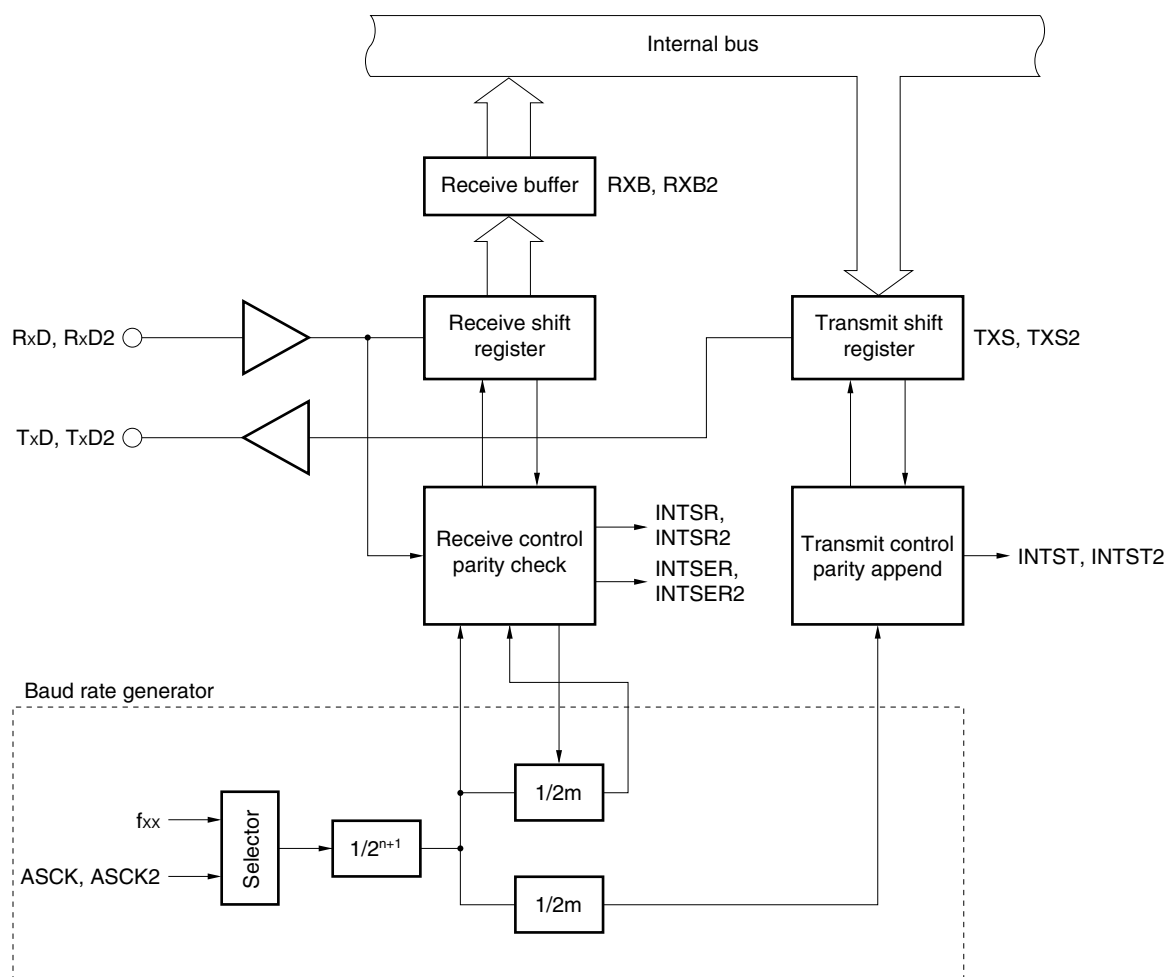 Internal bus
Receive buffer
RXB, RXB2
RxD, RxD2
Receive shift
register
Transmit shift
register
TXS, TXS2
TxD, TxD2
Receive control
parity check
INTSR,
INTSR2
INTSER,
INTSER2
Transmit control
parity append
INTST, INTST2
Baud rate generator
1/2m
fxx
Selector
1/2ⁿ⁺¹
ASCK, ASCK2
1/2m